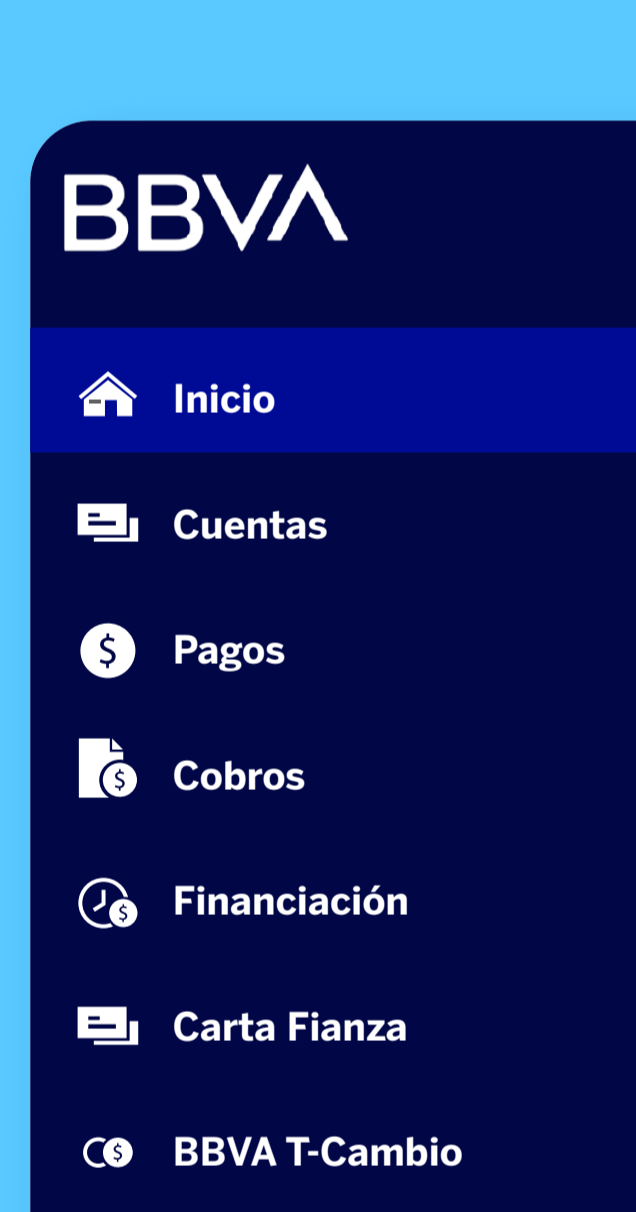 BBVA
Inicio
Cuentas
Pagos
Cobros
Financiación
Carta Fianza
BBVA T-Cambio